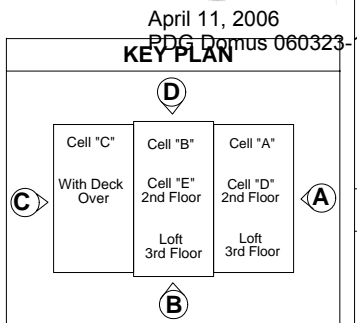 April 11, 2006
PDG Domus 060323-1
KEY PLAN
D
Cell "C"
With Deck
Over
Cell "B"
Cell "E"
2nd Floor
Loft
3rd Floor
Cell "A"
Cell "D"
2nd Floor
Loft
3rd Floor
C
A
B